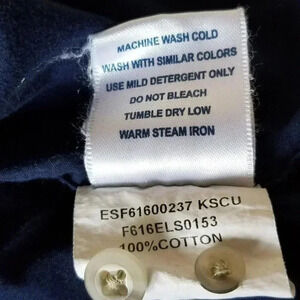 MACHINE WASH COLD
WASH WITH SIMILAR COLORS
USE MILD DETERGENT ONLY
DO NOT BLEACH
TUMBLE DRY LOW
WARM STEAM IRON
ESF61600237 KSCU
F616ELS0153
100%COTTON